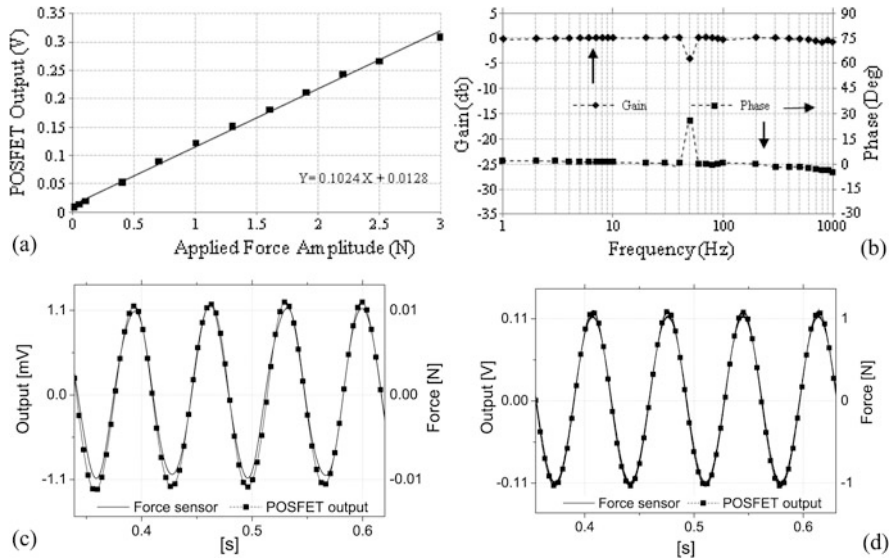 0.4
0.35
0.3
0.25
0.2
0.15
0.1
0.05
0
POSFET Output (V)
Y= 0.1024 X + 0.0128
0 0.5 1 1.5 2 2.5 3
Applied Force Amplitude (N)
(a)
5
0
-5
-10
-15
-20
-25
-30
-35
Gain (db)
Gain
Phase
90
75
60
45
30
15
0
-15
-30
Phase (Deg)
1 10 100 1000
Frequency (Hz)
(b)
1.1
0.0
-1.1
Output [mV]
0.01
0.00
-0.01
Force [N]
Force sensor POSFET output
0.4 0.5 0.6
[s]
(c)
0.11
0.00
-0.11
Output [V]
1
0
-1
Force [N]
Force sensor POSFET output
0.4 0.5 0.6
[s]
(d)